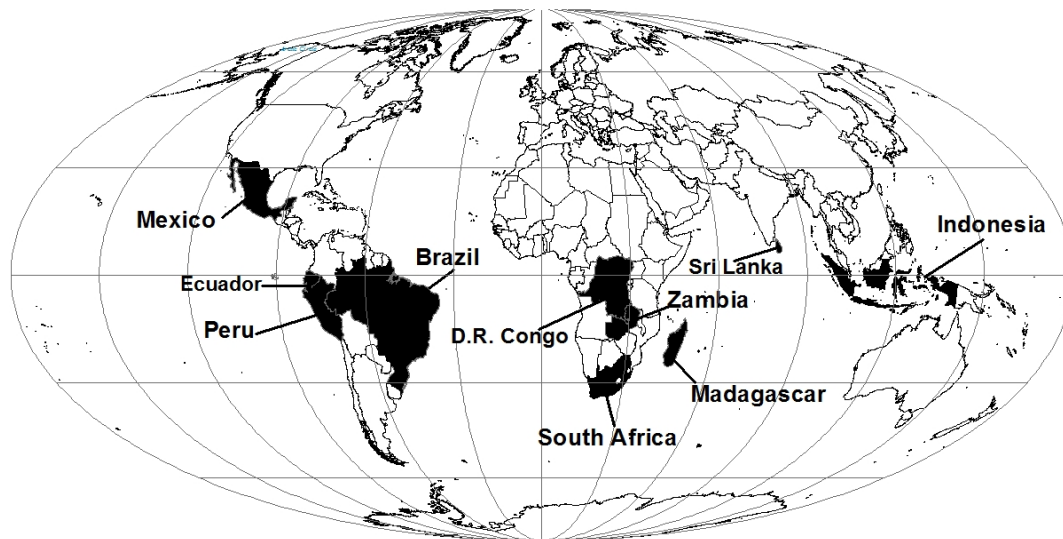 Mexico
Indonesia
Brazil
Sri Lanka
Ecuador
Zambia
Peru
D.R. Congo
Madagascar
South Africa